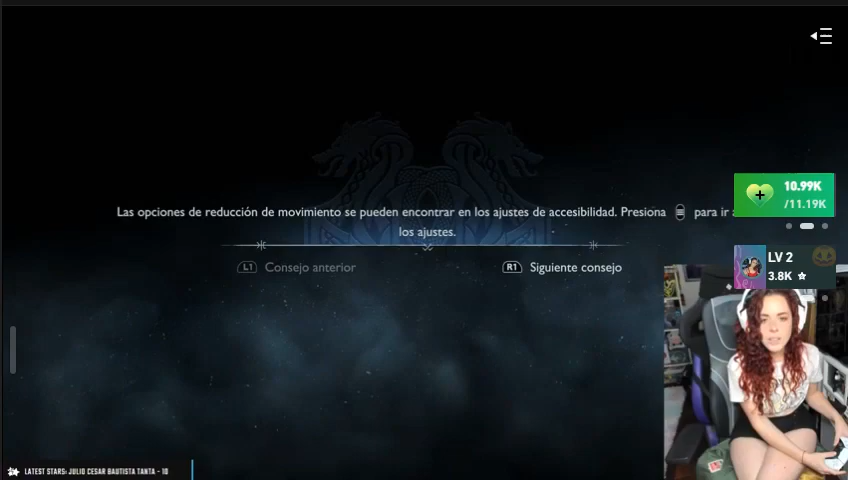 10.99K
/11.19K
Las opciones de reducción de movimiento se pueden encontrar en los ajustes de accesibilidad. Presiona para ir
los ajustes.
LV 2
3.8K
L1 Consejo anterior
R1 Siguiente consejo
LATEST STARS: JULIO CESAR BAUTISTA TANTA - 10